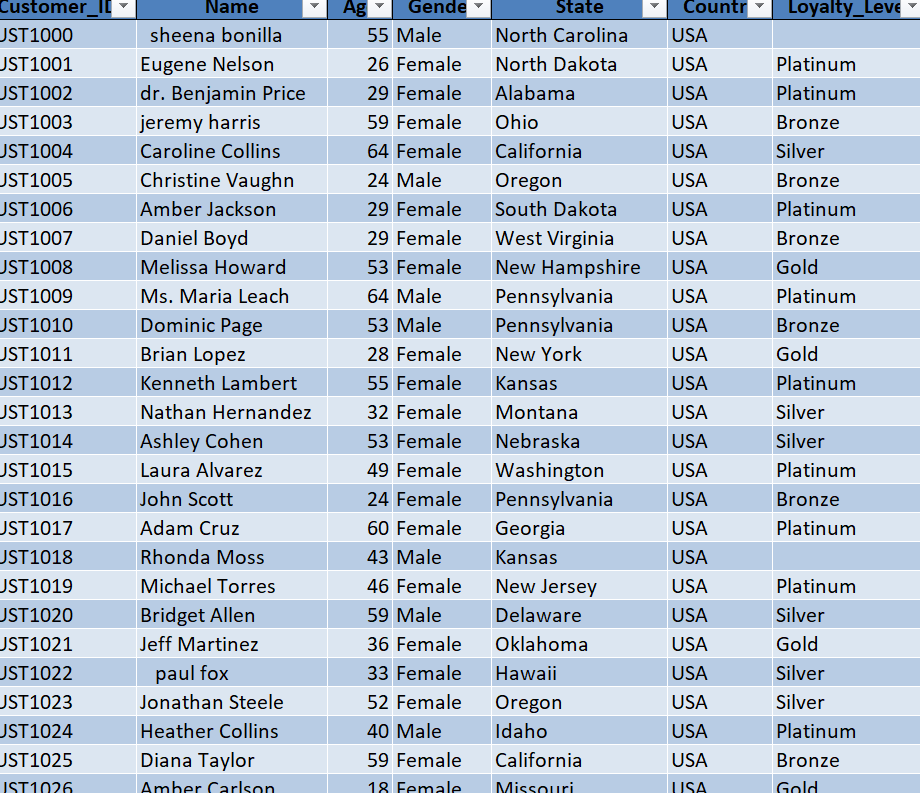 Customer_ID Name Ag Gende State Countr Loyalty_Leve
UST1000 sheena bonilla 55 Male North Carolina USA
UST1001 Eugene Nelson 26 Female North Dakota USA Platinum
UST1002 dr. Benjamin Price 29 Female Alabama USA Platinum
UST1003 jeremy harris 59 Female Ohio USA Bronze
UST1004 Caroline Collins 64 Female California USA Silver
UST1005 Christine Vaughn 24 Male Oregon USA Bronze
UST1006 Amber Jackson 29 Female South Dakota USA Platinum
UST1007 Daniel Boyd 29 Female West Virginia USA Bronze
UST1008 Melissa Howard 53 Female New Hampshire USA Gold
UST1009 Ms. Maria Leach 64 Male Pennsylvania USA Platinum
UST1010 Dominic Page 53 Male Pennsylvania USA Bronze
UST1011 Brian Lopez 28 Female New York USA Gold
UST1012 Kenneth Lambert 55 Female Kansas USA Platinum
UST1013 Nathan Hernandez 32 Female Montana USA Silver
UST1014 Ashley Cohen 53 Female Nebraska USA Silver
UST1015 Laura Alvarez 49 Female Washington USA Platinum
UST1016 John Scott 24 Female Pennsylvania USA Bronze
UST1017 Adam Cruz 60 Female Georgia USA Platinum
UST1018 Rhonda Moss 43 Male Kansas USA
UST1019 Michael Torres 46 Female New Jersey USA Platinum
UST1020 Bridget Allen 59 Male Delaware USA Silver
UST1021 Jeff Martinez 36 Female Oklahoma USA Gold
UST1022 paul fox 33 Female Hawaii USA Silver
UST1023 Jonathan Steele 52 Female Oregon USA Silver
UST1024 Heather Collins 40 Male Idaho USA Platinum
UST1025 Diana Taylor 59 Female California USA Bronze
UST1026 Amber Carlson 18 Female Missouri USA Gold